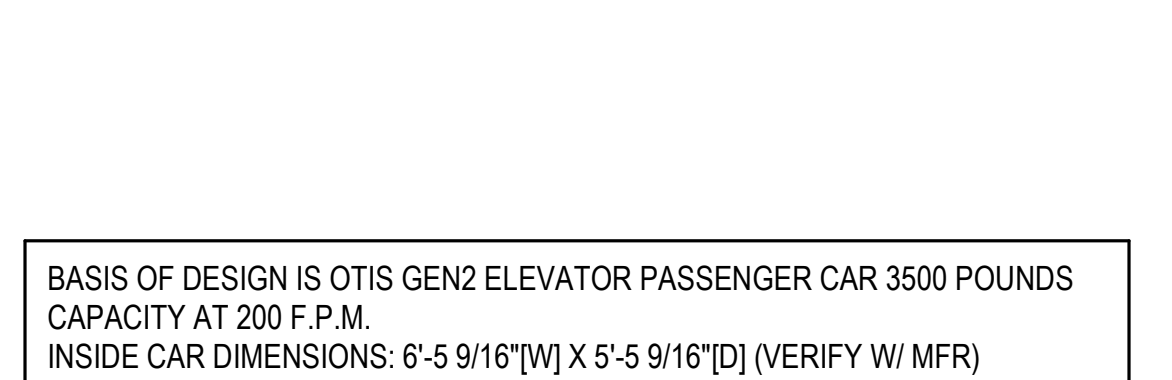 BASIS OF DESIGN IS OTIS GEN2 ELEVATOR PASSENGER CAR 3500 POUNDS
CAPACITY AT 200 F.P.M.
INSIDE CAR DIMENSIONS: 6'-5 9/16"[W] X 5'-5 9/16"[D] (VERIFY W/ MFR)